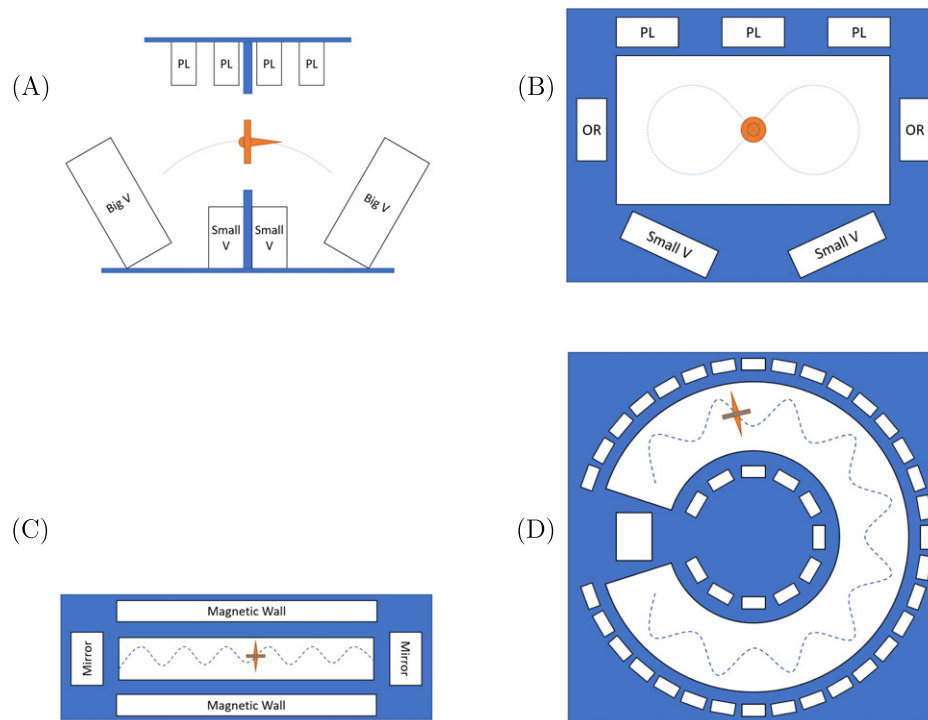 (A)
PL PL PL PL
Big V
Small V
Small V
Big V
(B)
PL PL PL
OR
OR
Small V
Small V
(C)
Magnetic Wall
Mirror
Mirror
Magnetic Wall
(D)